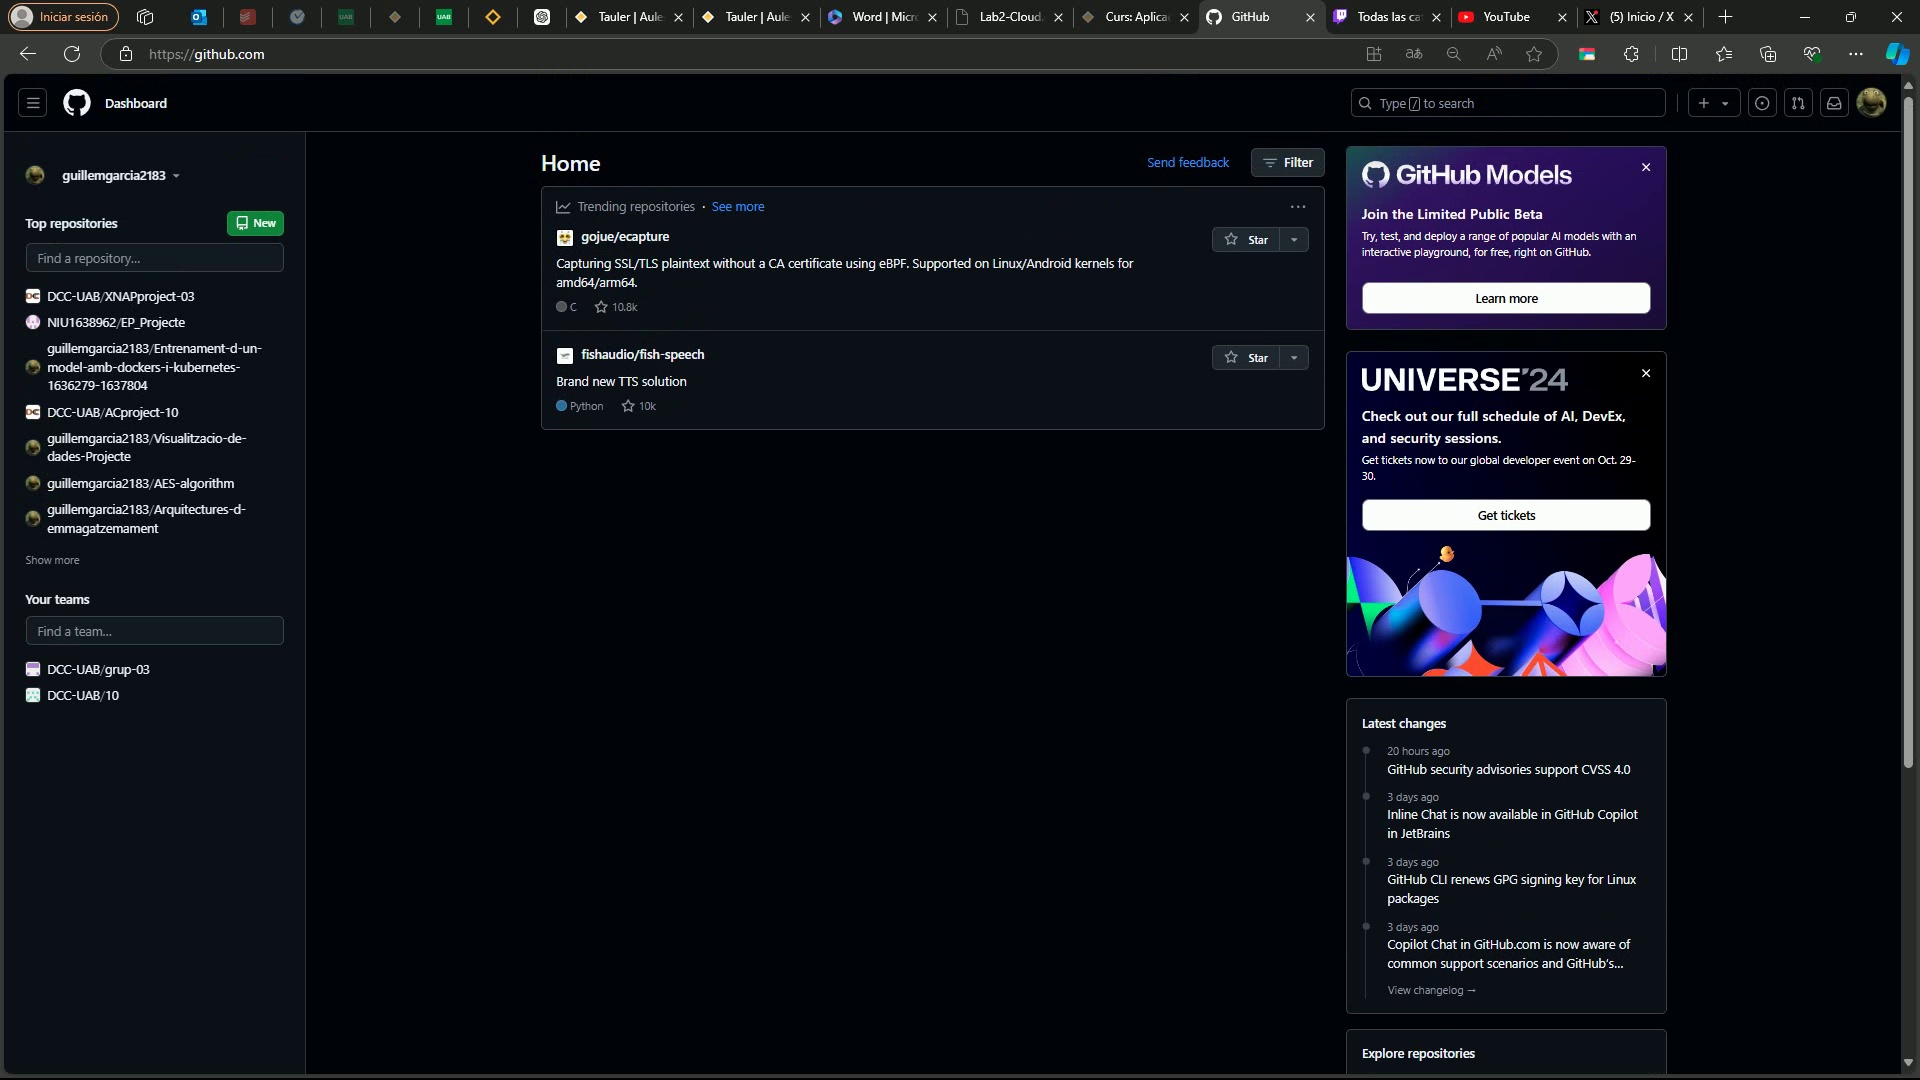 Iniciar sesión
UAB
UAB
Tauler | Aule
Tauler | Aule
Word | Micr
Lab2-Cloud.
Curs: Aplica
GitHub
Todas las ca
YouTube
(5) Inicio / X
https://github.com
Dashboard
Type / to search
guillemgarcia2183
Top repositories
New
Find a repository...
DCC-UAB/XNAPproject-03
NIU1638962/EP_Projecte
guillemgarcia2183/Entrenament-d-un-
model-amb-dockers-i-kubernetes-
1636279-1637804
DCC-UAB/ACproject-10
guillemgarcia2183/Visualitzacio-de-
dades-Projecte
guillemgarcia2183/AES-algorithm
guillemgarcia2183/Arquitectures-d-
emmagatzemament
Show more
Your teams
Find a team...
DCC-UAB/grup-03
DCC-UAB/10
Home
Send feedback
Filter
Trending repositories · See more
gojue/ecapture
Star
Capturing SSL/TLS plaintext without a CA certificate using eBPF. Supported on Linux/Android kernels for
amd64/arm64.
C
10.8k
fishaudio/fish-speech
Star
Brand new TTS solution
Python
10k
GitHub Models
Join the Limited Public Beta
Try, test, and deploy a range of popular AI models with an
interactive playground, for free, right on GitHub.
Learn more
UNIVERSE'24
Check out our full schedule of AI, DevEx,
and security sessions.
Get tickets now to our global developer event on Oct. 29-
30.
Get tickets
Latest changes
20 hours ago
GitHub security advisories support CVSS 4.0
3 days ago
Inline Chat is now available in GitHub Copilot
in JetBrains
3 days ago
GitHub CLI renews GPG signing key for Linux
packages
3 days ago
Copilot Chat in GitHub.com is now aware of
common support scenarios and GitHub's...
View changelog →
Explore repositories